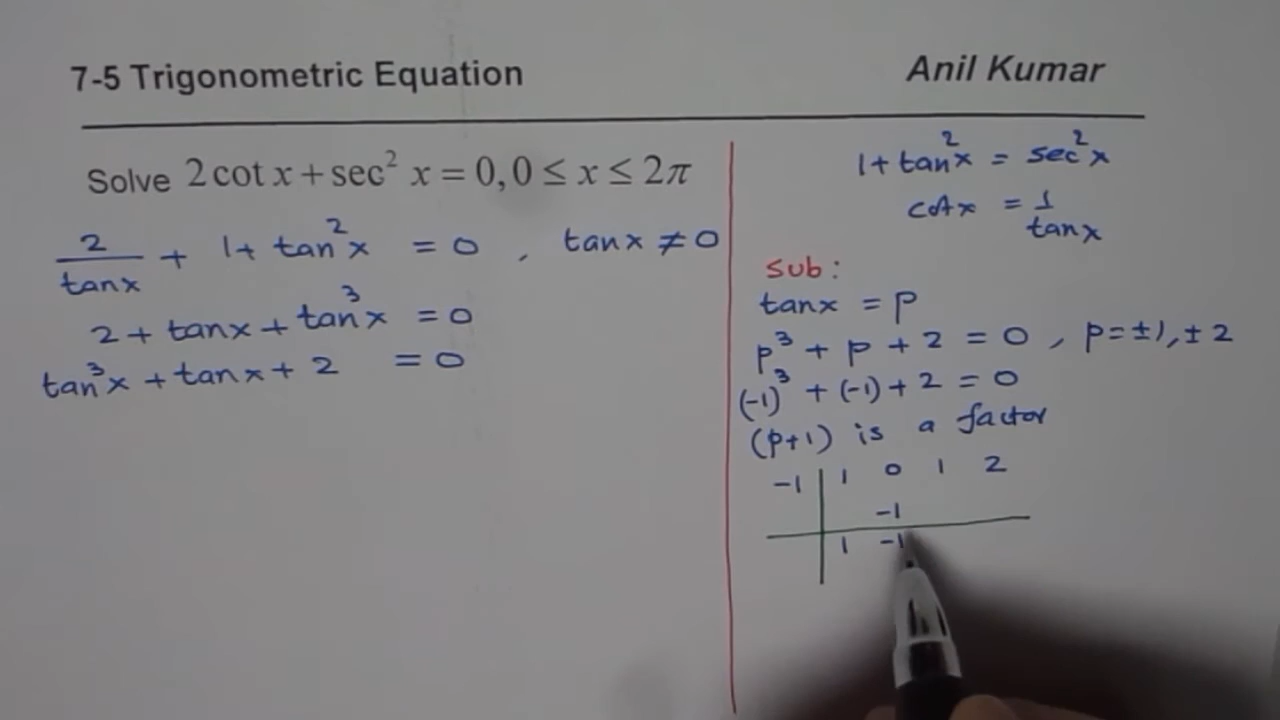 7-5 Trigonometric Equation
Anil Kumar
Solve 2 cot x + sec² x = 0, 0 ≤ x ≤ 2π
2/tanx + 1 + tan²x = 0 , tanx ≠ 0
2 + tanx + tan³x = 0
tan³x + tanx + 2 = 0
1 + tan²x = sec²x
cotx = 1/tanx
Sub:
tanx = p
p³ + p + 2 = 0 , p = ±1, ±2
(-1)³ + (-1) + 2 = 0
(p+1) is a factor
-1 | 1 0 1 2
-1
1 -1